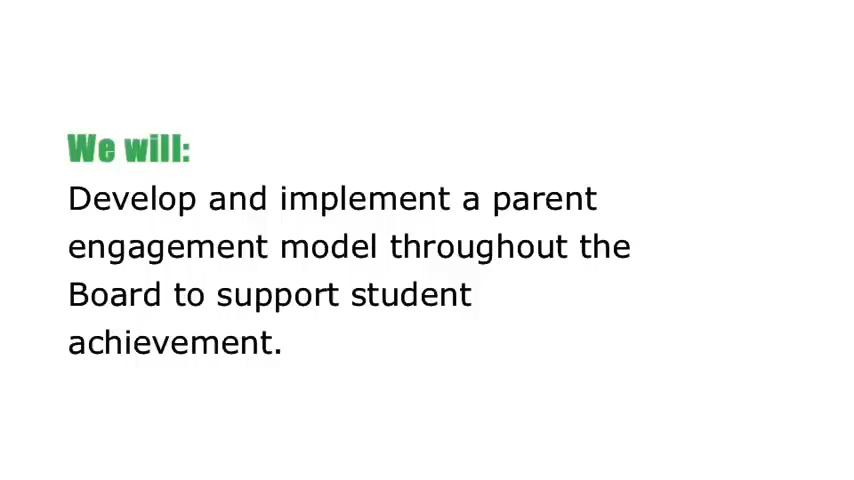 We will:
Develop and implement a parent
engagement model throughout the
Board to support student
achievement.